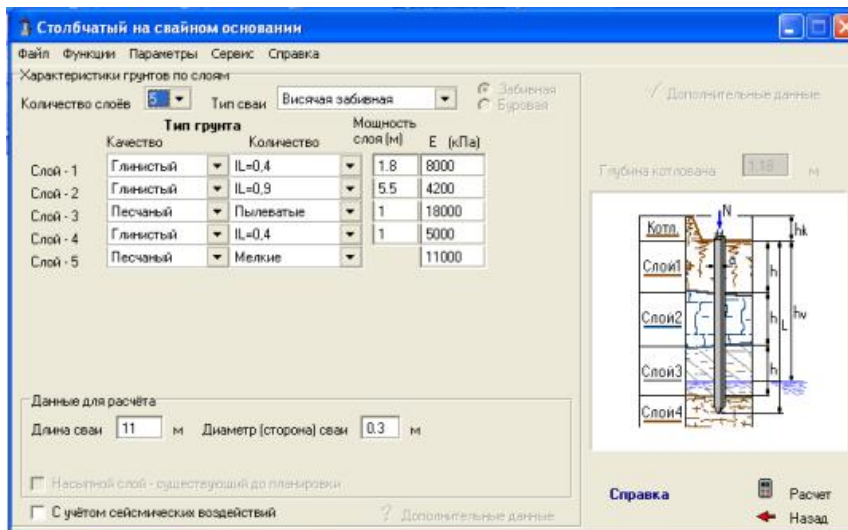 Столбчатый на свайном основании
Файл Функции Параметры Сервис Справка
Характеристики грунтов по слоям
Количество слоёв 5 Тип сваи Висячая забивная Забивная
Буровая
Дополнительные данные
Тип грунта Мощность слоя (м) E (кПа)
Качество Количество
Слой - 1 Глинистый IL=0,4 1.8 8000
Слой - 2 Глинистый IL=0,9 5.5 4200
Слой - 3 Песчаный Пылеватые 1 18000
Слой - 4 Глинистый IL=0,4 1 5000
Слой - 5 Песчаный Мелкие 11000
Глубина котлована 1.18 м
N
Котл. hk
Слой1 d h
Слой2 h L hv
Слой3 h
Слой4
Данные для расчёта
Длина сваи 11 м Диаметр (сторона) сваи 0.3 м
Насыпной слой - существующий до планировки
С учётом сейсмических воздействий ? Дополнительные данные
Справка Расчет
Назад